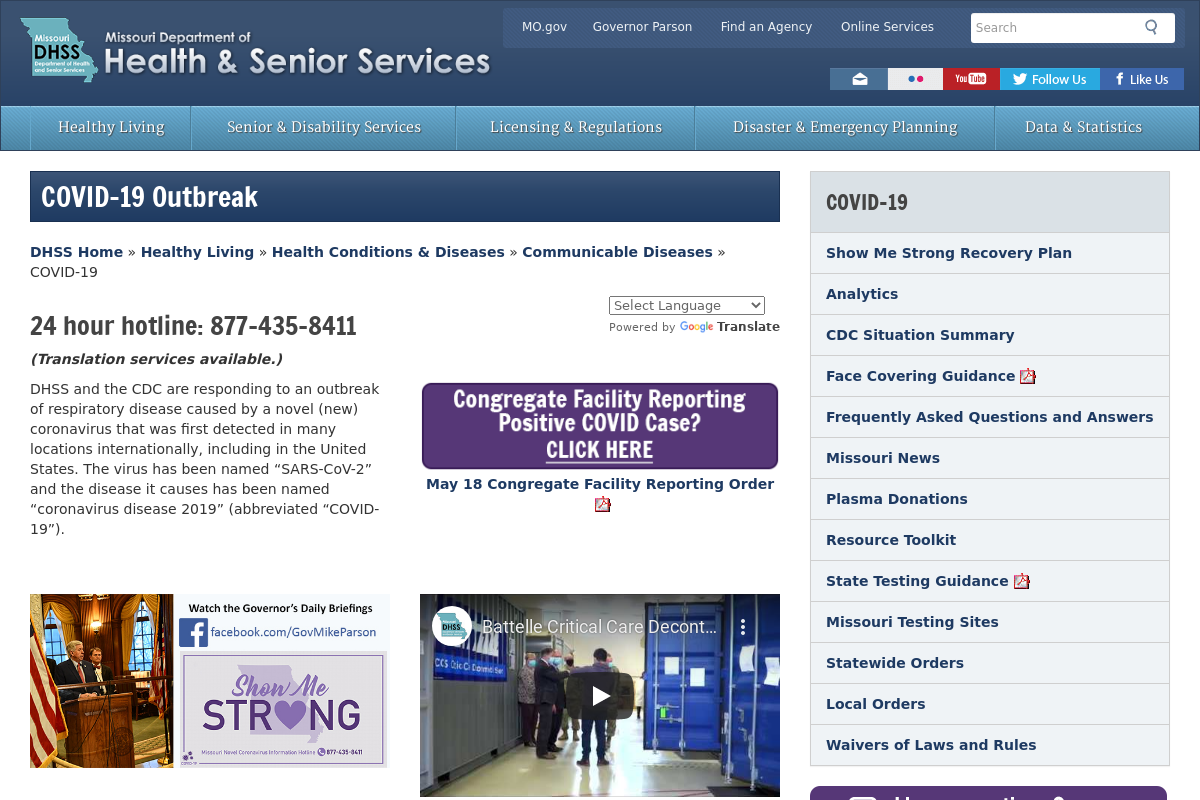 MO.gov
Governor Parson
Find an Agency
Online Services
Search
Missouri
DHSS
Department of Health
and Senior Services
Missouri Department of
Health & Senior Services
You Tube
Follow Us
Like Us
Healthy Living
Senior & Disability Services
Licensing & Regulations
Disaster & Emergency Planning
Data & Statistics
COVID-19 Outbreak
DHSS Home » Healthy Living » Health Conditions & Diseases » Communicable Diseases »
COVID-19
Select Language
Powered by Google Translate
24 hour hotline: 877-435-8411
(Translation services available.)
DHSS and the CDC are responding to an outbreak
of respiratory disease caused by a novel (new)
coronavirus that was first detected in many
locations internationally, including in the United
States. The virus has been named “SARS-CoV-2”
and the disease it causes has been named
“coronavirus disease 2019” (abbreviated “COVID-
19”).
Congregate Facility Reporting
Positive COVID Case?
CLICK HERE
May 18 Congregate Facility Reporting Order
Watch the Governor's Daily Briefings
facebook.com/GovMikeParson
Show Me
STRONG
Missouri Novel Coronavirus Information Hotline 877-435-8411
COVID-19
DHSS
Battelle Critical Care Decont...
COVID-19
Show Me Strong Recovery Plan
Analytics
CDC Situation Summary
Face Covering Guidance
Frequently Asked Questions and Answers
Missouri News
Plasma Donations
Resource Toolkit
State Testing Guidance
Missouri Testing Sites
Statewide Orders
Local Orders
Waivers of Laws and Rules